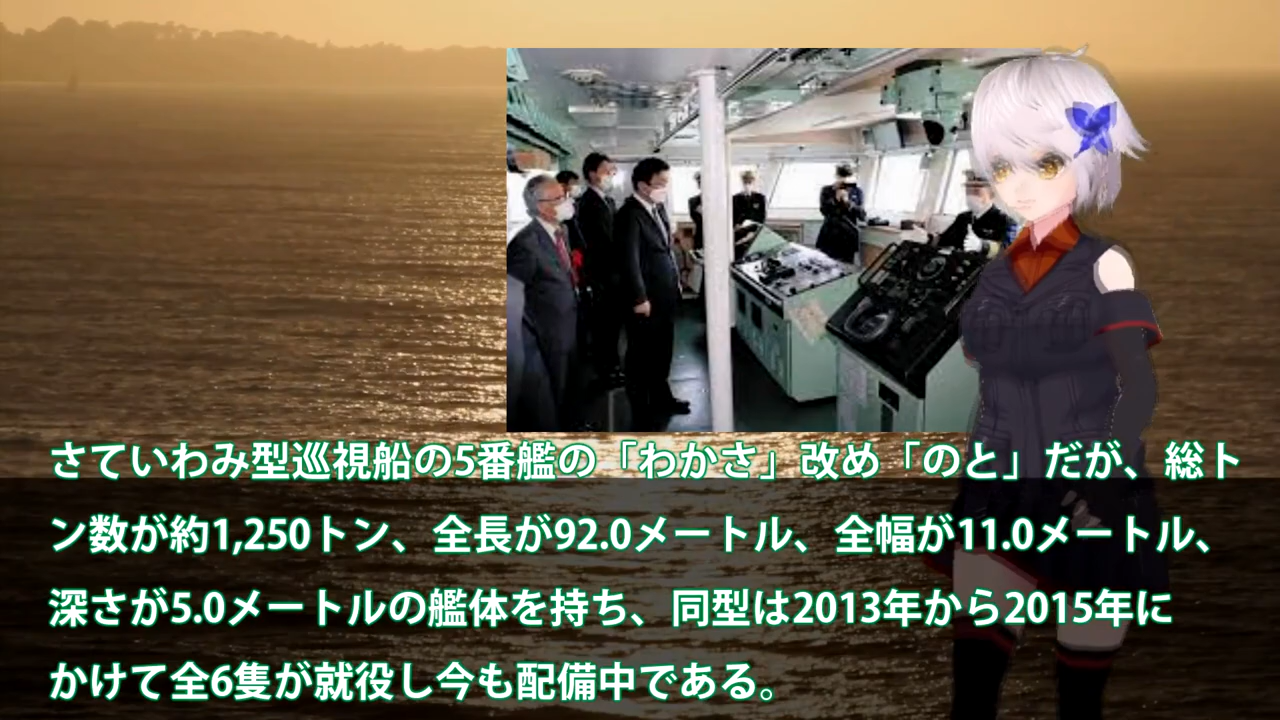 さていわみ型巡視船の5番艦の「わかさ」改め「のと」だが、総ト
ン数が約1,250トン、全長が92.0メートル、全幅が11.0メートル、
深さが5.0メートルの艦体を持ち、同型は2013年から2015年に
かけて全6隻が就役し今も配備中である。